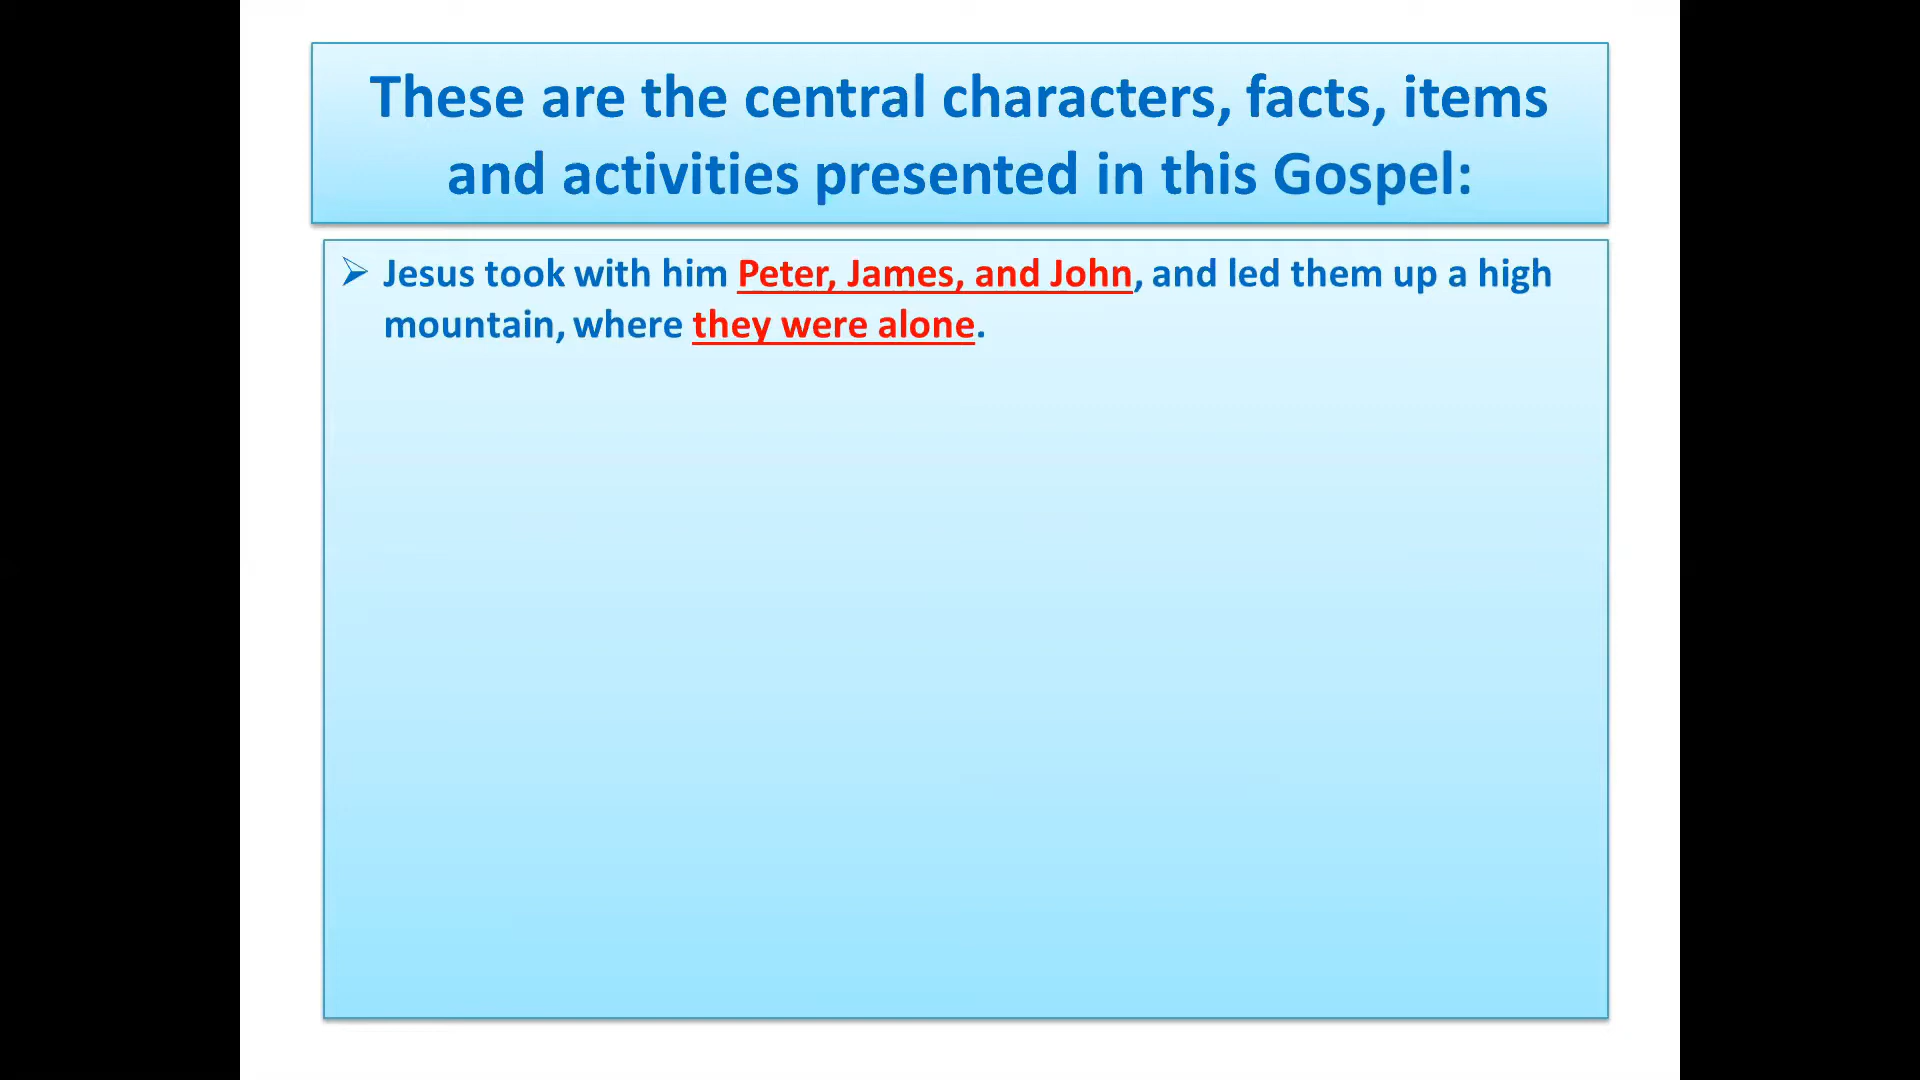 These are the central characters, facts, items
and activities presented in this Gospel:
➢ Jesus took with him Peter, James, and John, and led them up a high
mountain, where they were alone.